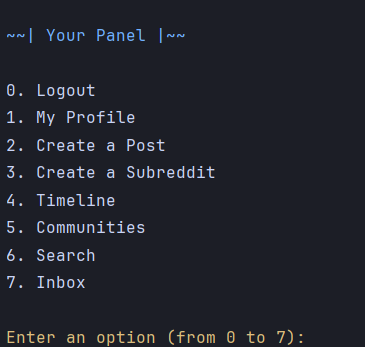 ~~| Your Panel |~~
0. Logout
1. My Profile
2. Create a Post
3. Create a Subreddit
4. Timeline
5. Communities
6. Search
7. Inbox
Enter an option (from 0 to 7):